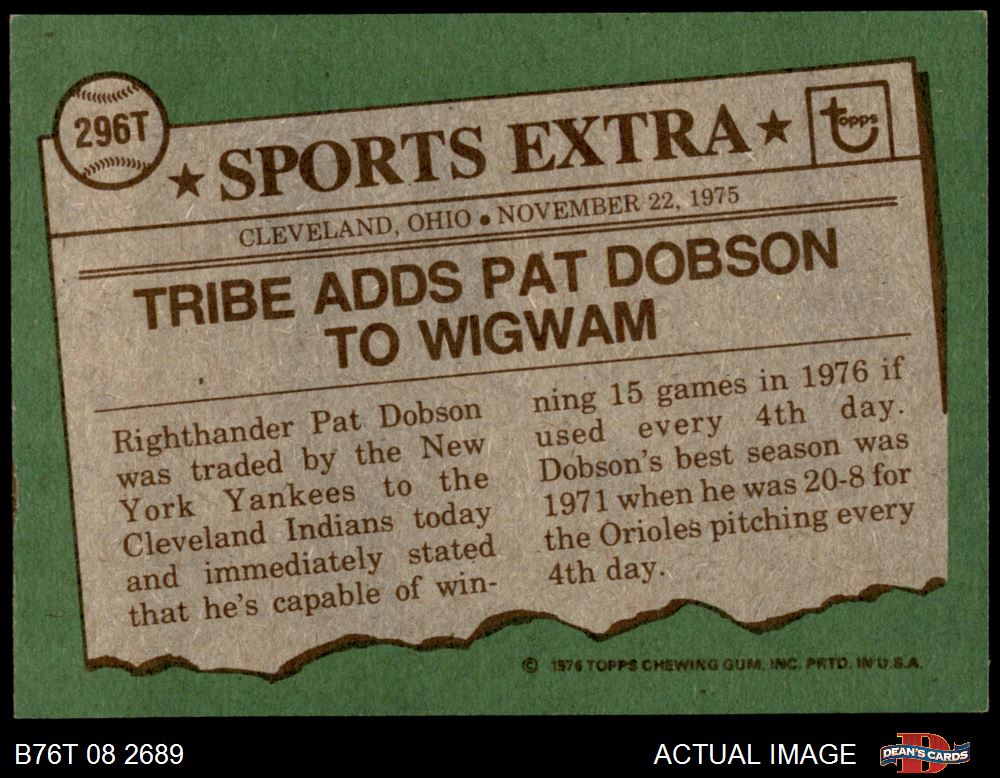 296T
★ SPORTS EXTRA ★
topps
CLEVELAND, OHIO • NOVEMBER 22, 1975
TRIBE ADDS PAT DOBSON
TO WIGWAM
Righthander Pat Dobson
was traded by the New
York Yankees to the
Cleveland Indians today
and immediately stated
that he's capable of win-
ning 15 games in 1976 if
used every 4th day.
Dobson's best season was
1971 when he was 20-8 for
the Orioles pitching every
4th day.
© 1976 TOPPS CHEWING GUM, INC. PRTD. IN U.S.A.
B76T 08 2689
ACTUAL IMAGE
DEAN'S CARDS